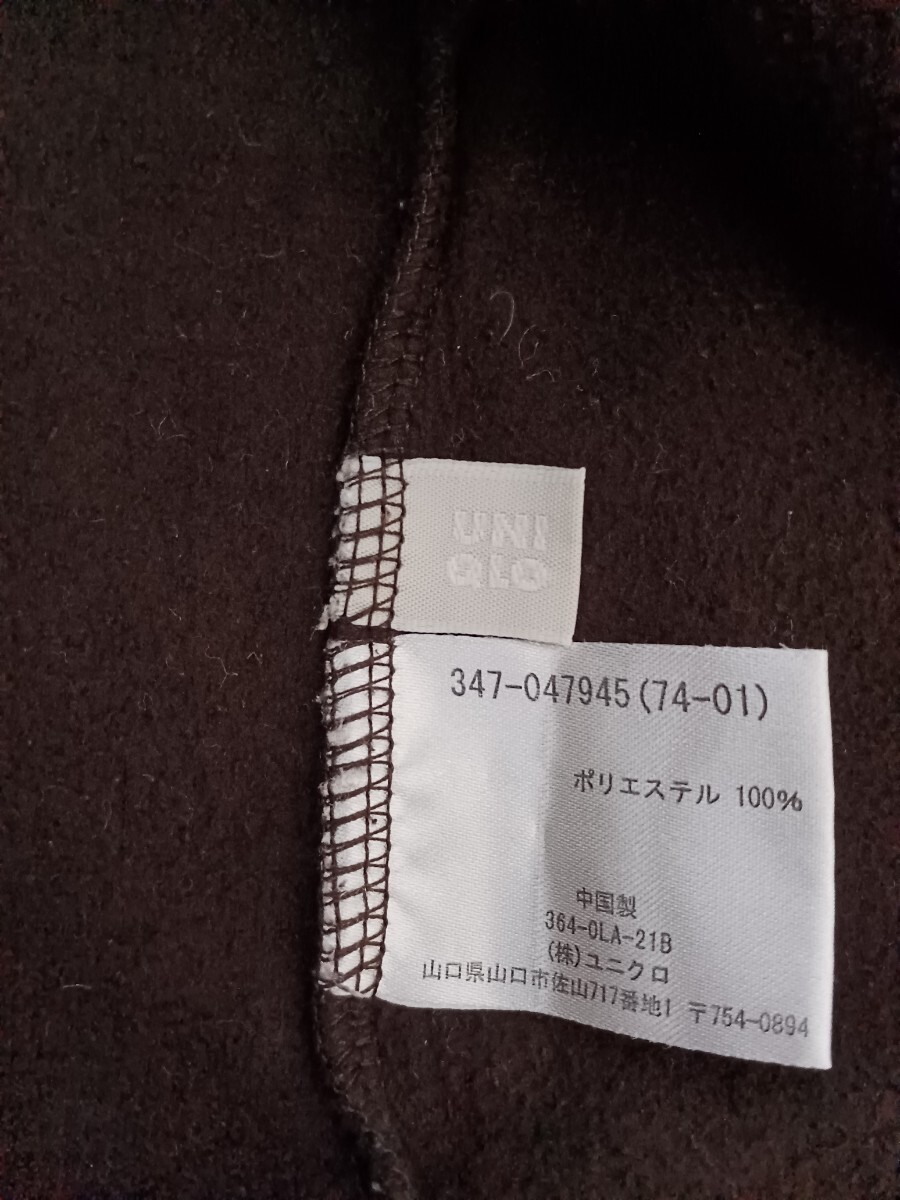 UNI
QLO
347-047945(74-01)
ポリエステル 100%
中国製
364-0LA-21B
(株)ユニクロ
山口県山口市佐山717番地1 〒754-0894